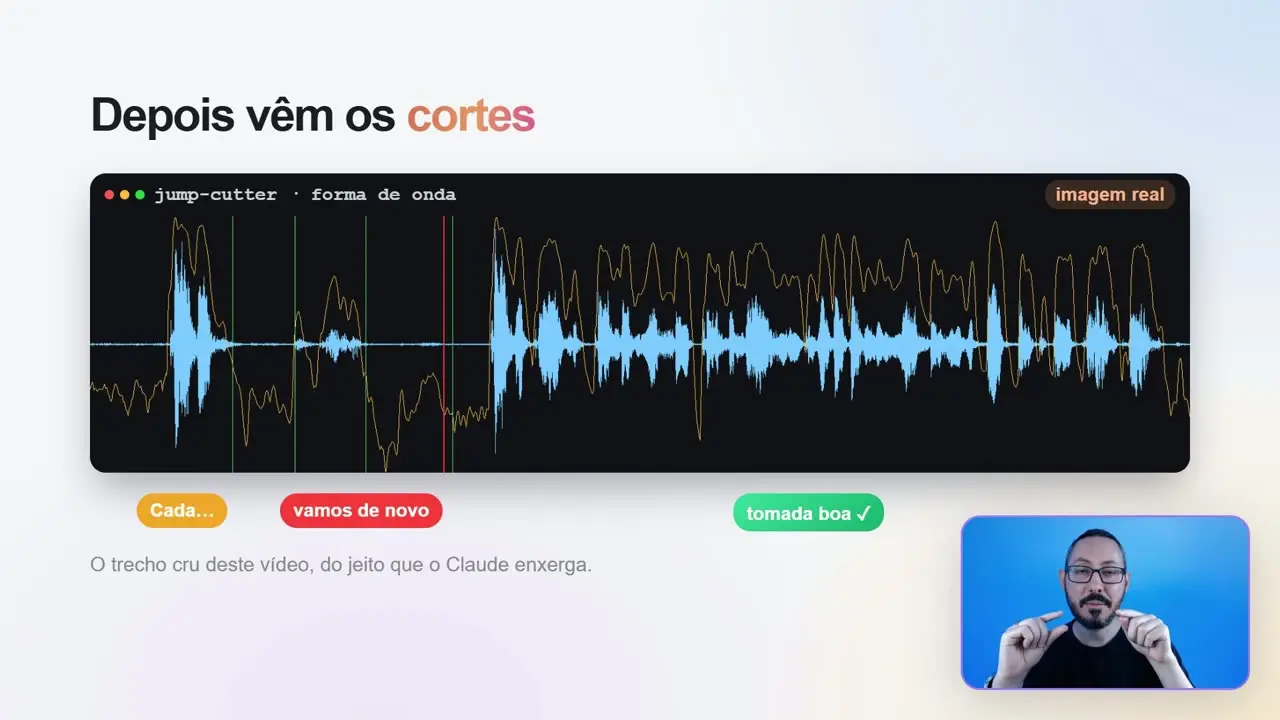 Depois vêm os cortes
jump-cutter · forma de onda
imagem real
Cada...
vamos de novo
tomada boa ✓
O trecho cru deste vídeo, do jeito que o Claude enxerga.